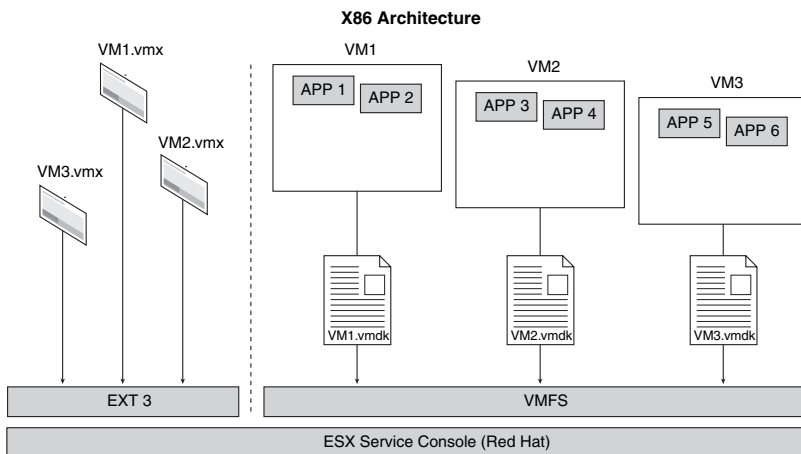 X86 Architecture
VM1.vmx
VM2.vmx
VM3.vmx
VM1
APP 1
APP 2
VM2
APP 3
APP 4
VM3
APP 5
APP 6
VM1.vmdk
VM2.vmdk
VM3.vmdk
EXT 3
VMFS
ESX Service Console (Red Hat)